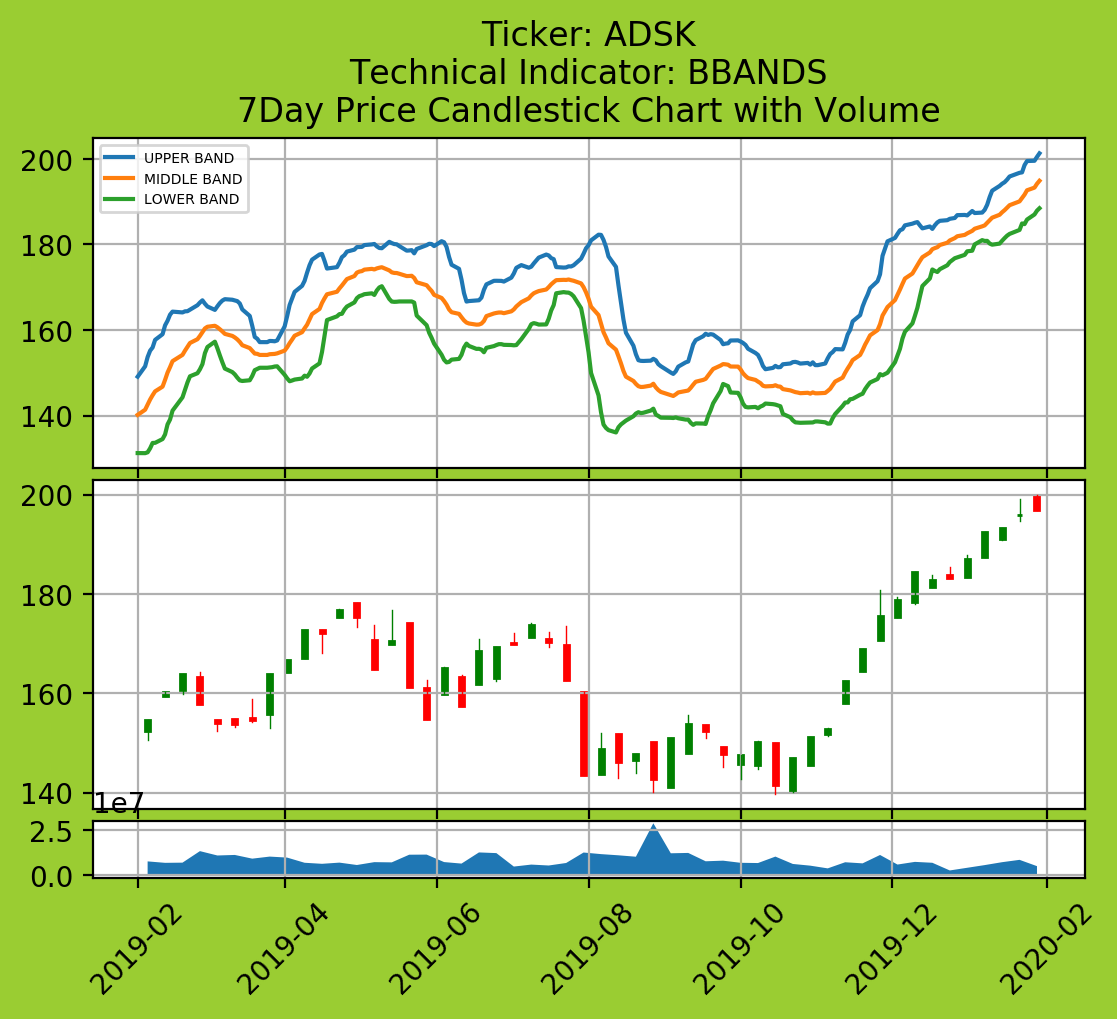 Ticker: ADSK
Technical Indicator: BBANDS
7Day Price Candlestick Chart with Volume
UPPER BAND
MIDDLE BAND
LOWER BAND
200
180
160
140
200
180
160
140
1e7
2.5
0.0
2019-02
2019-04
2019-06
2019-08
2019-10
2019-12
2020-02